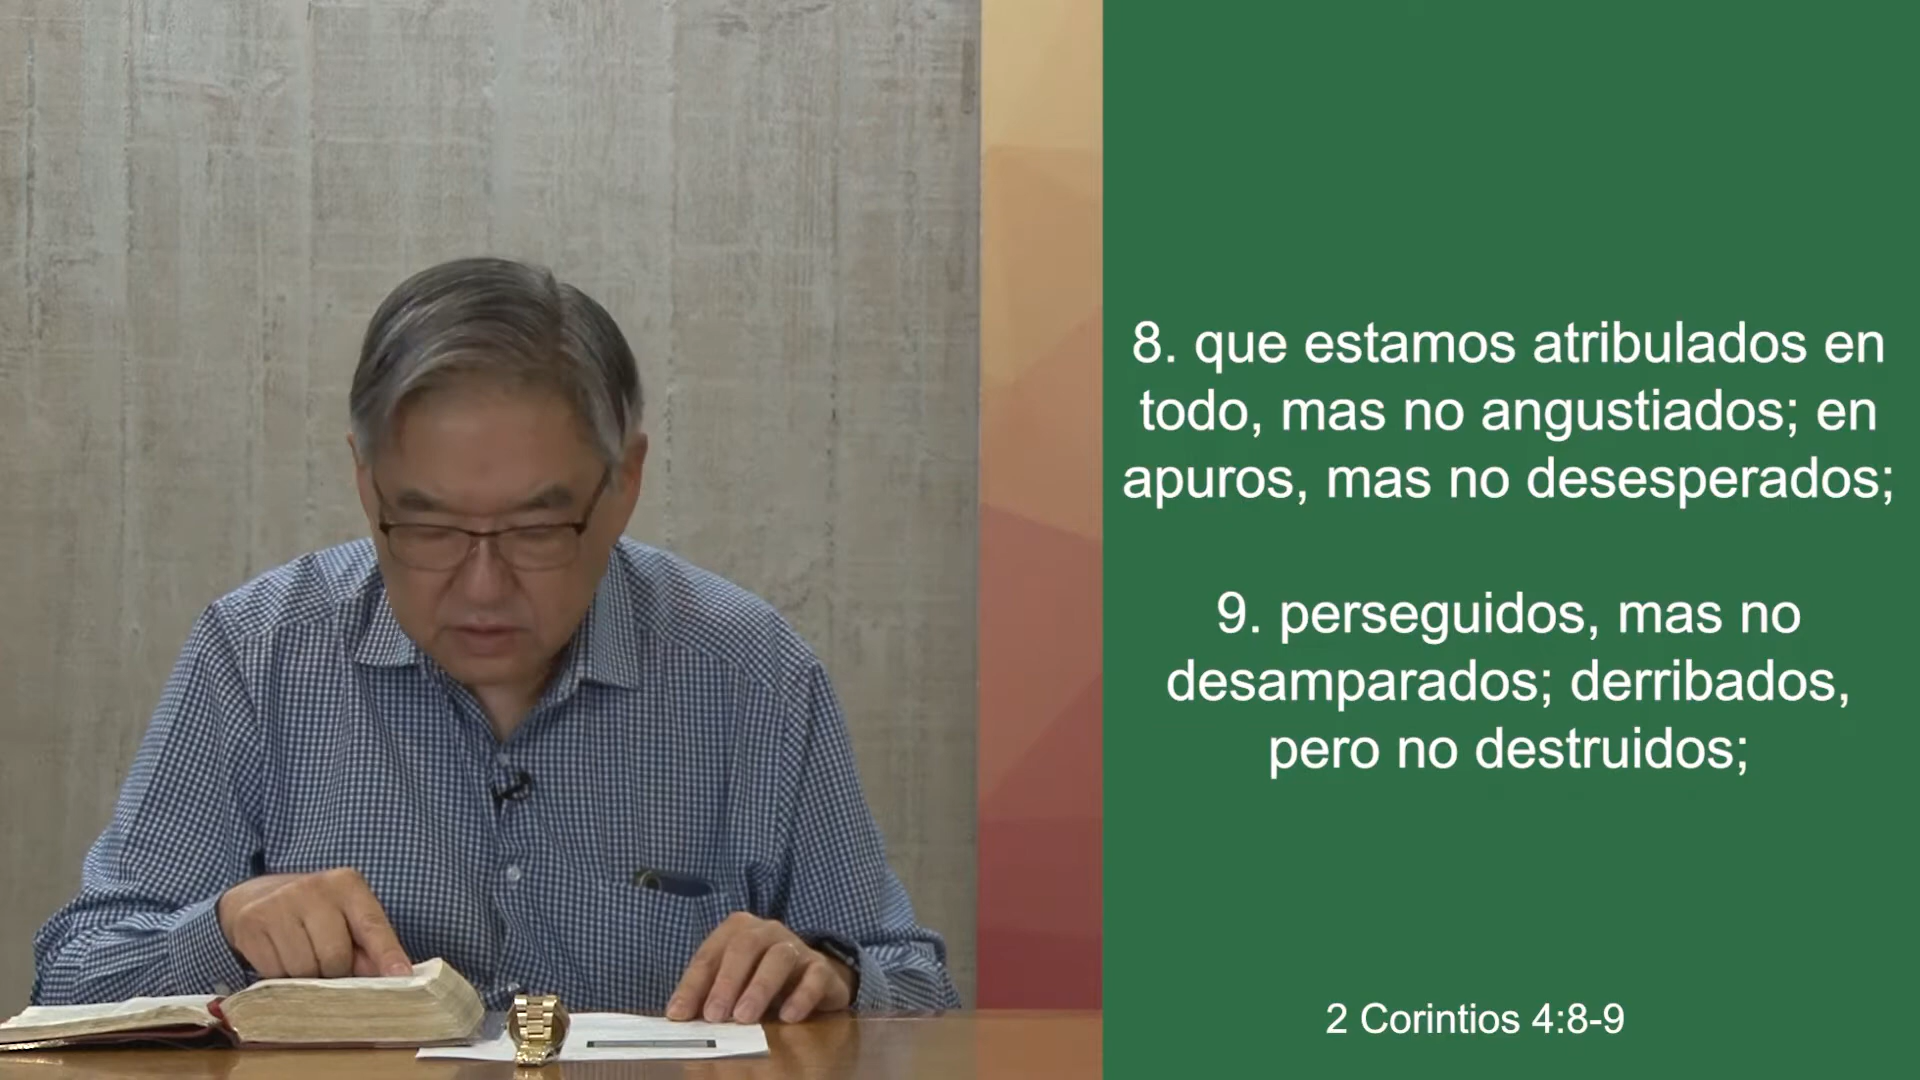 8. que estamos atribulados en
todo, mas no angustiados; en
apuros, mas no desesperados;
9. perseguidos, mas no
desamparados; derribados,
pero no destruidos;
2 Corintios 4:8-9